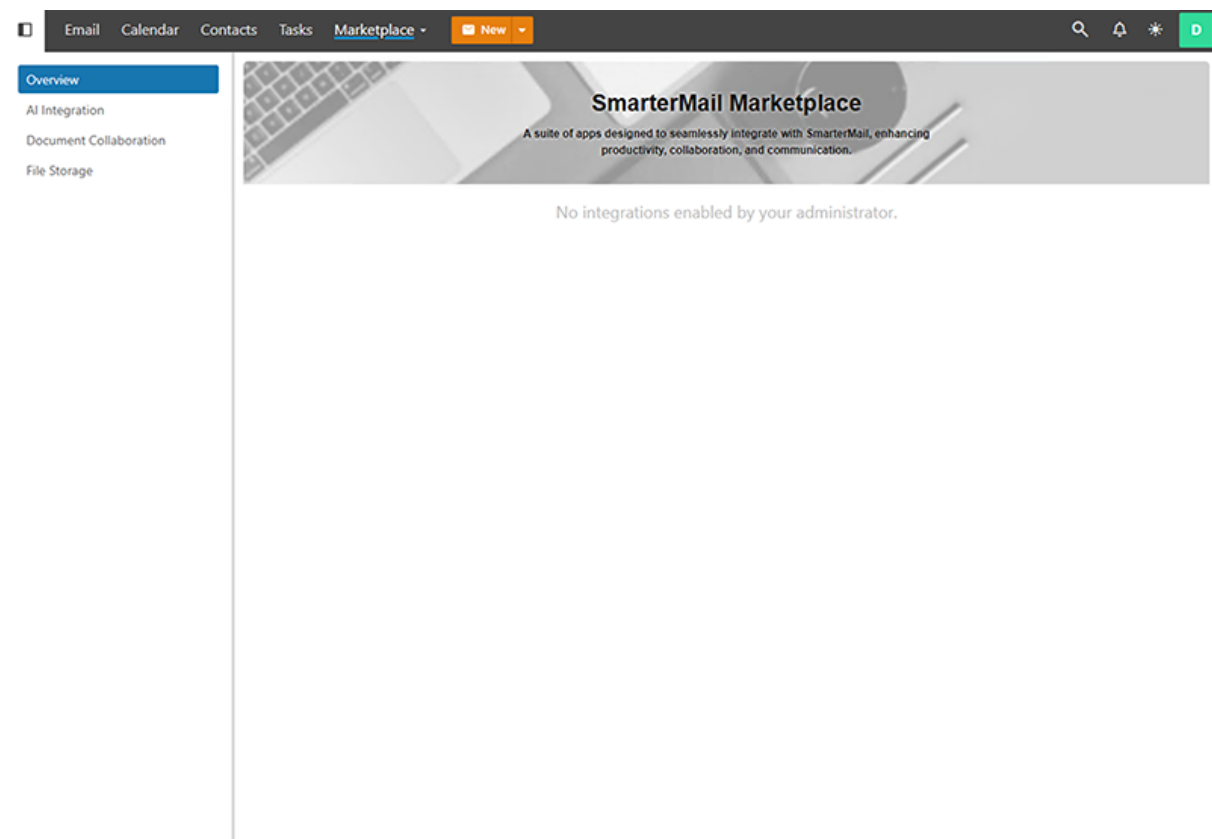 Email Calendar Contacts Tasks Marketplace New D
Overview
AI Integration
Document Collaboration
File Storage
SmarterMail Marketplace
A suite of apps designed to seamlessly integrate with SmarterMail, enhancing
productivity, collaboration, and communication.
No integrations enabled by your administrator.